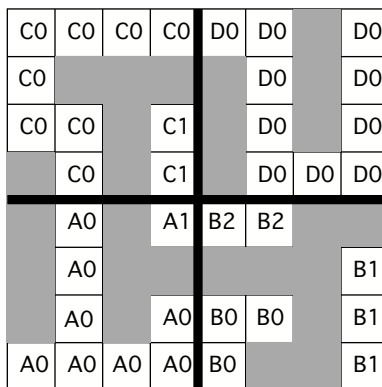 C0 C0 C0 C0 D0 D0 D0
C0 D0 D0
C0 C0 C1 D0 D0
C0 C1 D0 D0 D0
A0 A1 B2 B2
A0 B1
A0 A0 B0 B0 B1
A0 A0 A0 A0 B0 B1